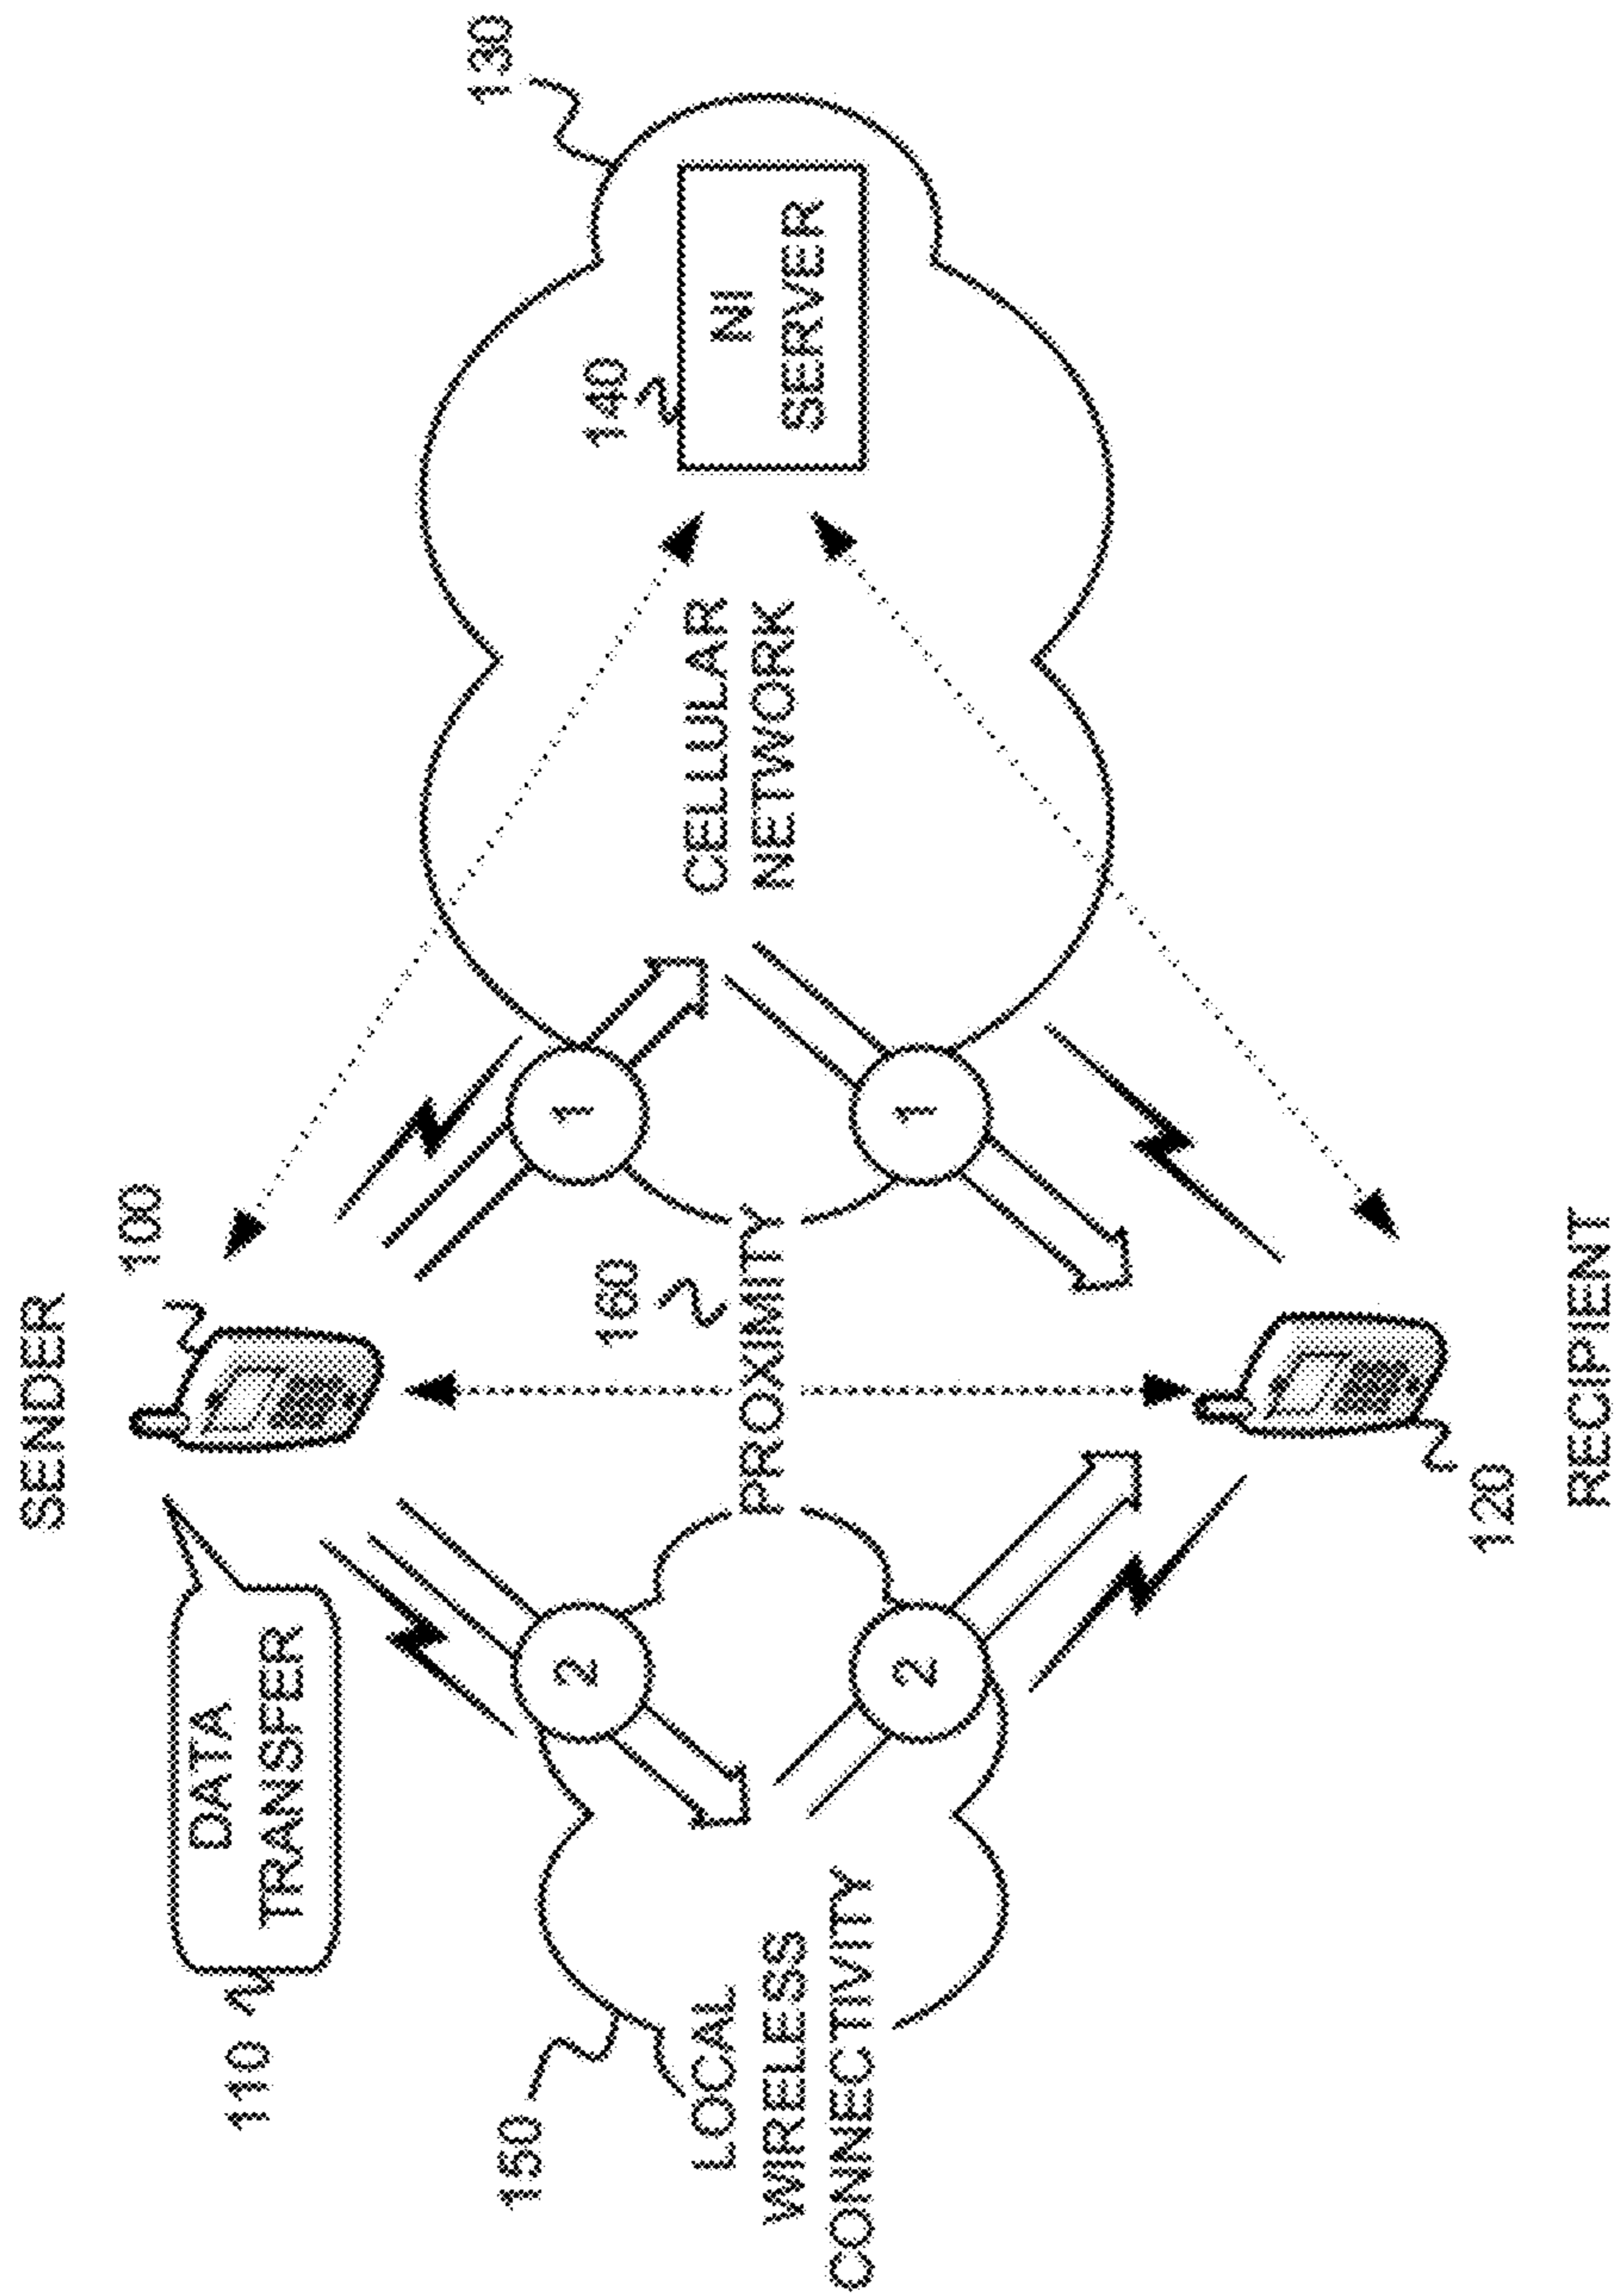 SENDER
100
110
DATA
TRANSFER
130
140
NI
SERVER
CELLULAR
NETWORK
1
1
160
PROXIMITY
2
2
150
LOCAL
WIRELESS
CONNECTIVITY
120
RECIPIENT